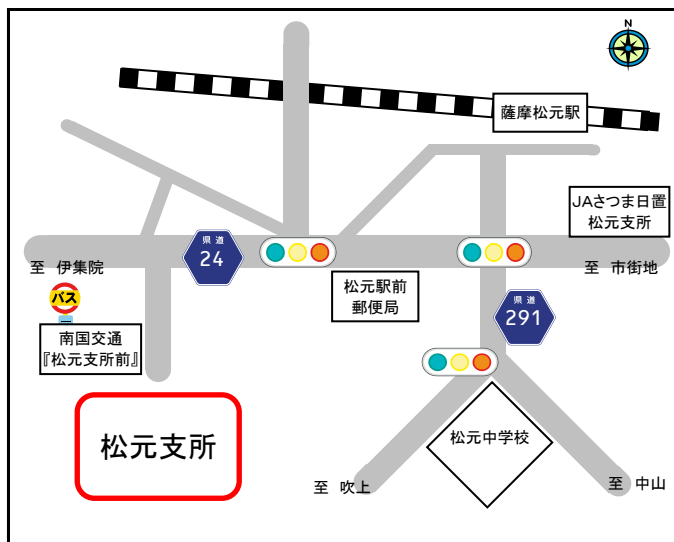 N
薩摩松元駅
JAさつま日置
松元支所
県道
24
至 伊集院
至 市街地
バス
松元駅前
郵便局
県道
291
南国交通
『松元支所前』
松元支所
松元中学校
至 吹上
至 中山